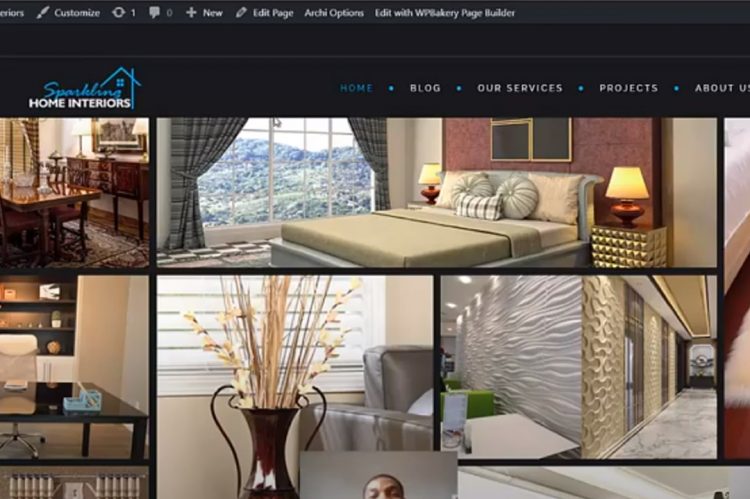 eriors Customize 1 0 New Edit Page Archi Options Edit with WPBakery Page Builder
Sparkling
HOME INTERIORS
HOME • BLOG • OUR SERVICES • PROJECTS • ABOUT US